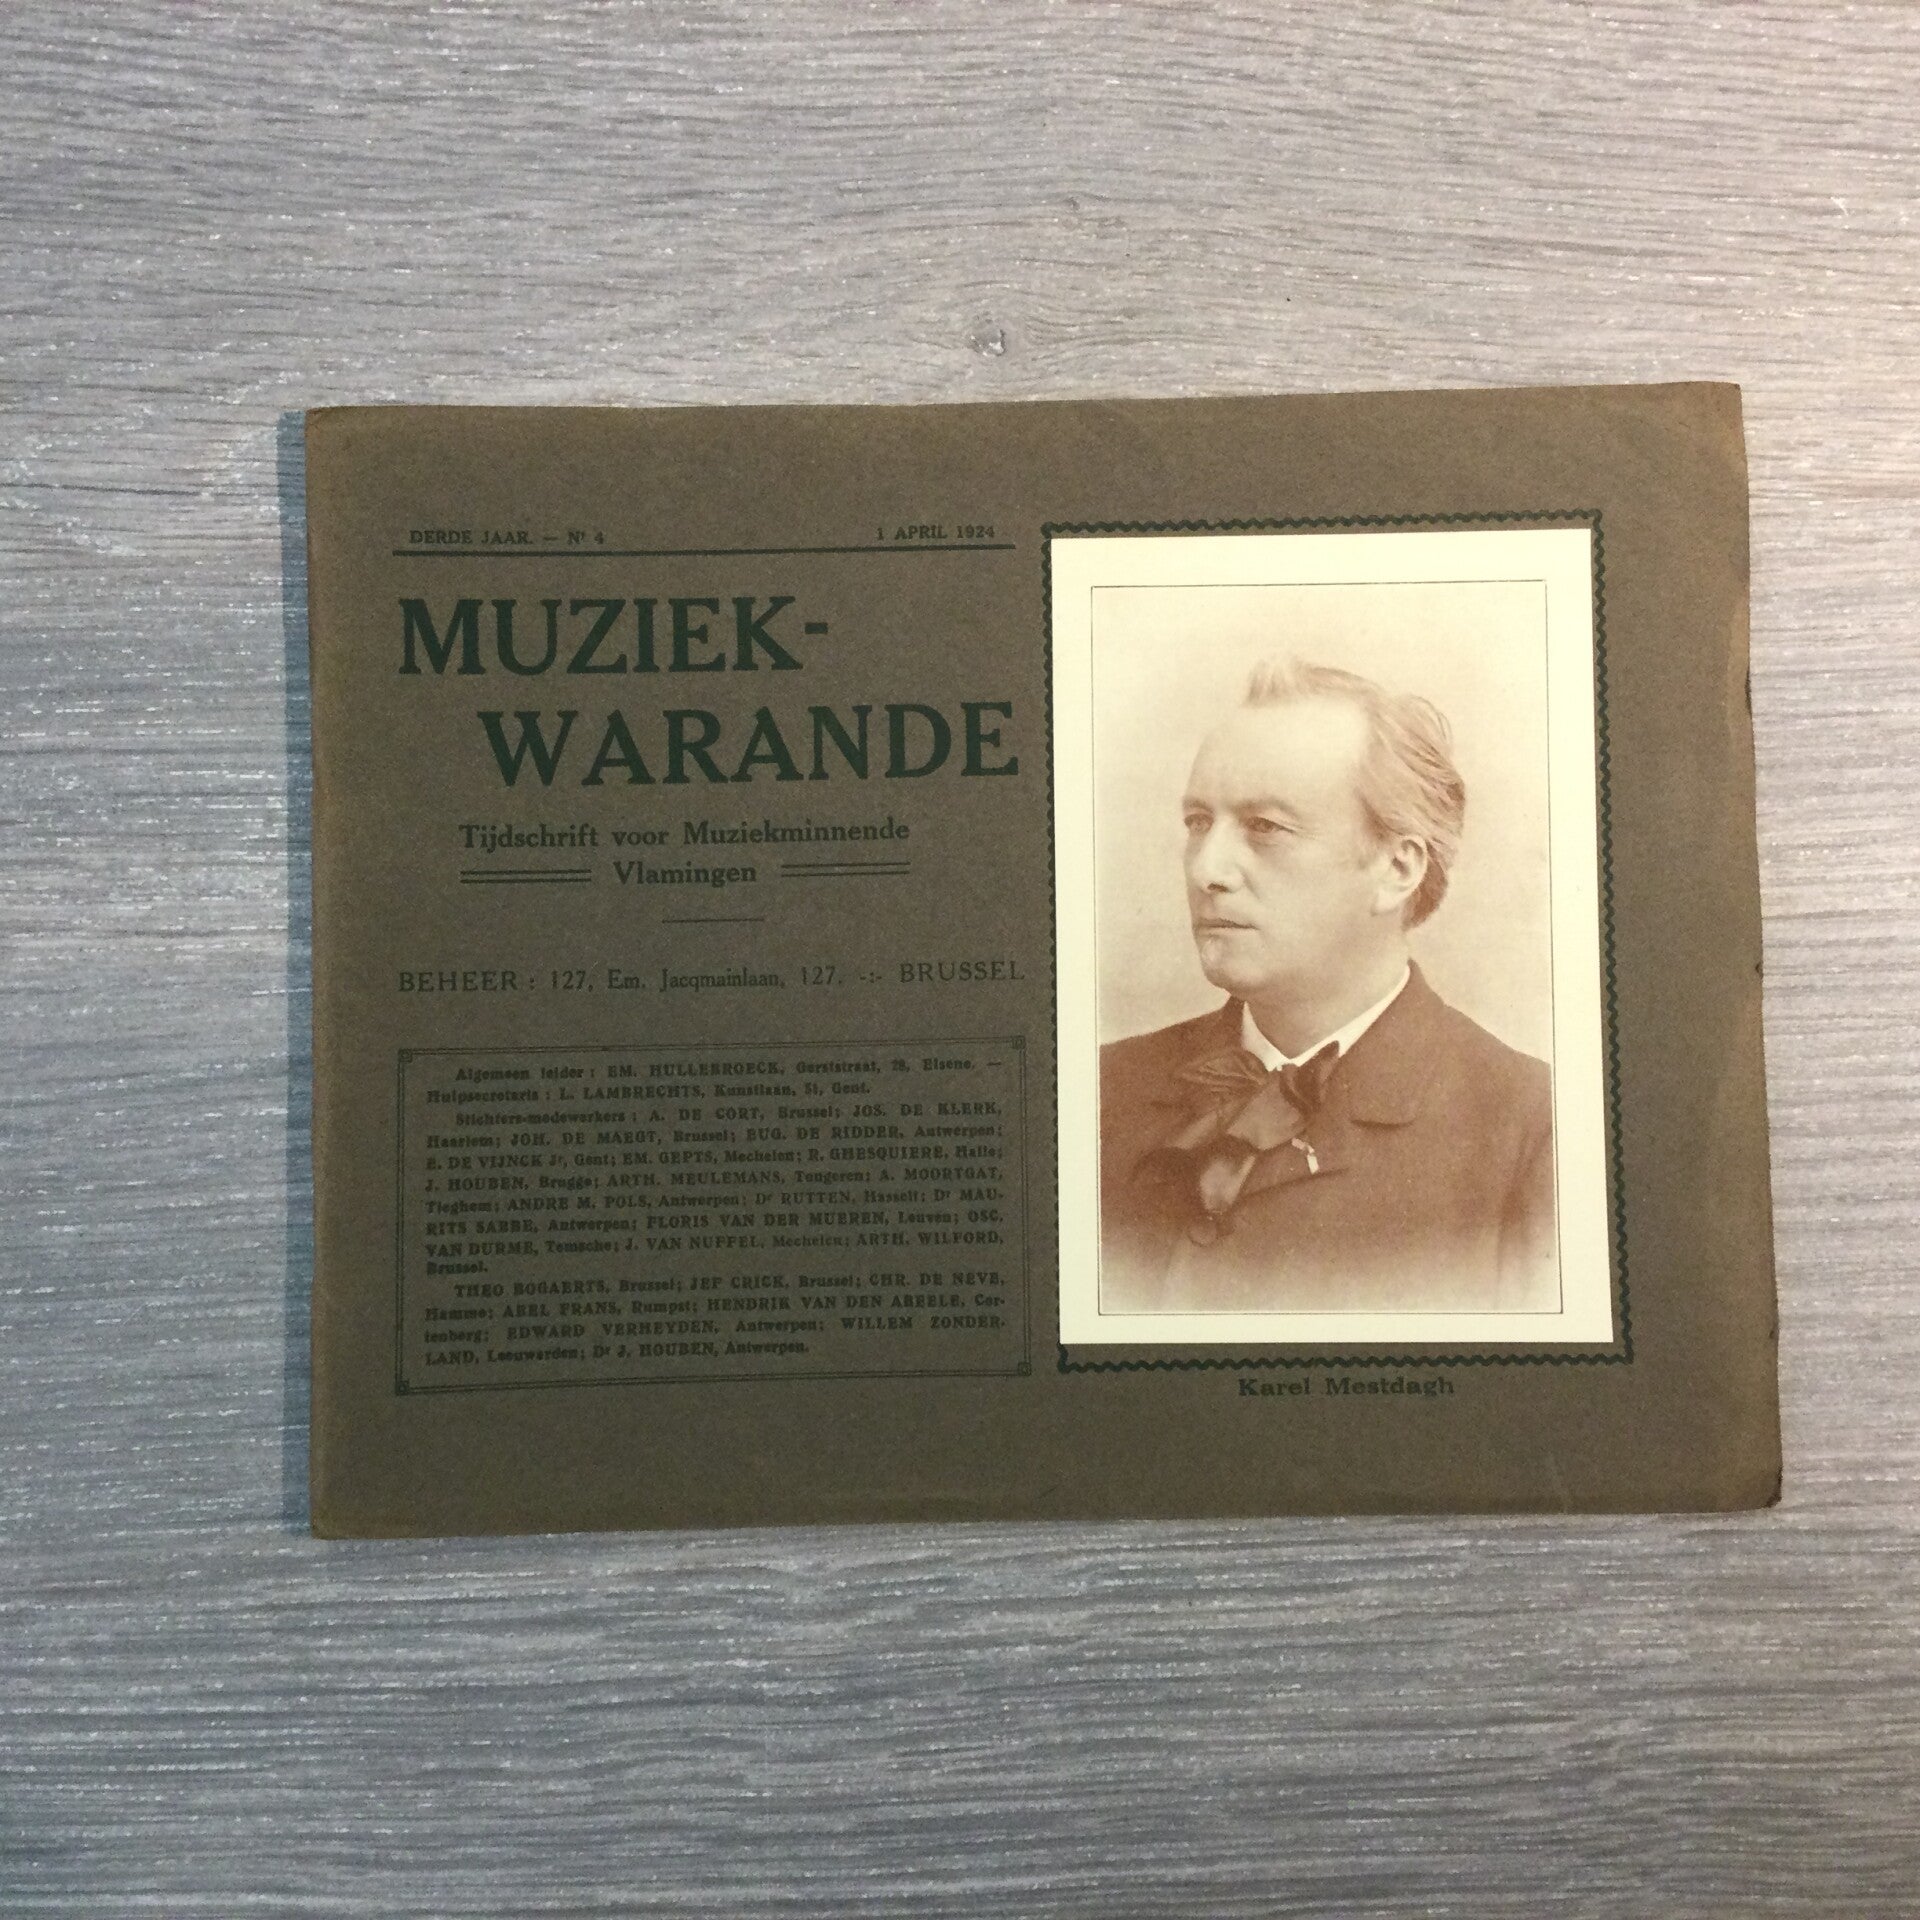 DERDE JAAR. — Nr 4
1 APRIL 1924
MUZIEK-
WARANDE
Tijdschrift voor Muziekminnende
Vlamingen
BEHEER : 127, Em. Jacqmainlaan, 127. -:- BRUSSEL
Algemeen leider : EM. HULLEBROECK, Gerststraat, 28, Elsene. —
Hulpsecretaris : L. LAMBRECHTS, Kunstlaan, 51, Gent.
Stichters-medewerkers : A. DE CORT, Brussel; JOS. DE KLERK,
Haarlem; JOH. DE MAEGT, Brussel; EUG. DE RIDDER, Antwerpen;
E. DE VIJNCK Jr, Gent; EM. GEPTS, Mechelen; R. GHESQUIERE, Halle;
J. HOUBEN, Brugge; ARTH. MEULEMANS, Tongeren; A. MOORTGAT,
Tieghem; ANDRE M. POLS, Antwerpen; Dr RUTTEN, Hasselt; Dr MAU-
RITS SABBE, Antwerpen; FLORIS VAN DER MUEREN, Leuven; OSC.
VAN DURME, Temsche; J. VAN NUFFEL, Mechelen; ARTH. WILFORD,
Brussel.
THEO BOGAERTS, Brussel; JEF CRICK, Brussel; CHR. DE NEVE,
Hamme; ABEL FRANS, Rumpst; HENDRIK VAN DEN ABEELE, Cor-
tenberg; EDWARD VERHEYDEN, Antwerpen; WILLEM ZONDER-
LAND, Leeuwarden; Dr J. HOUBEN, Antwerpen.
Karel Mestdagh